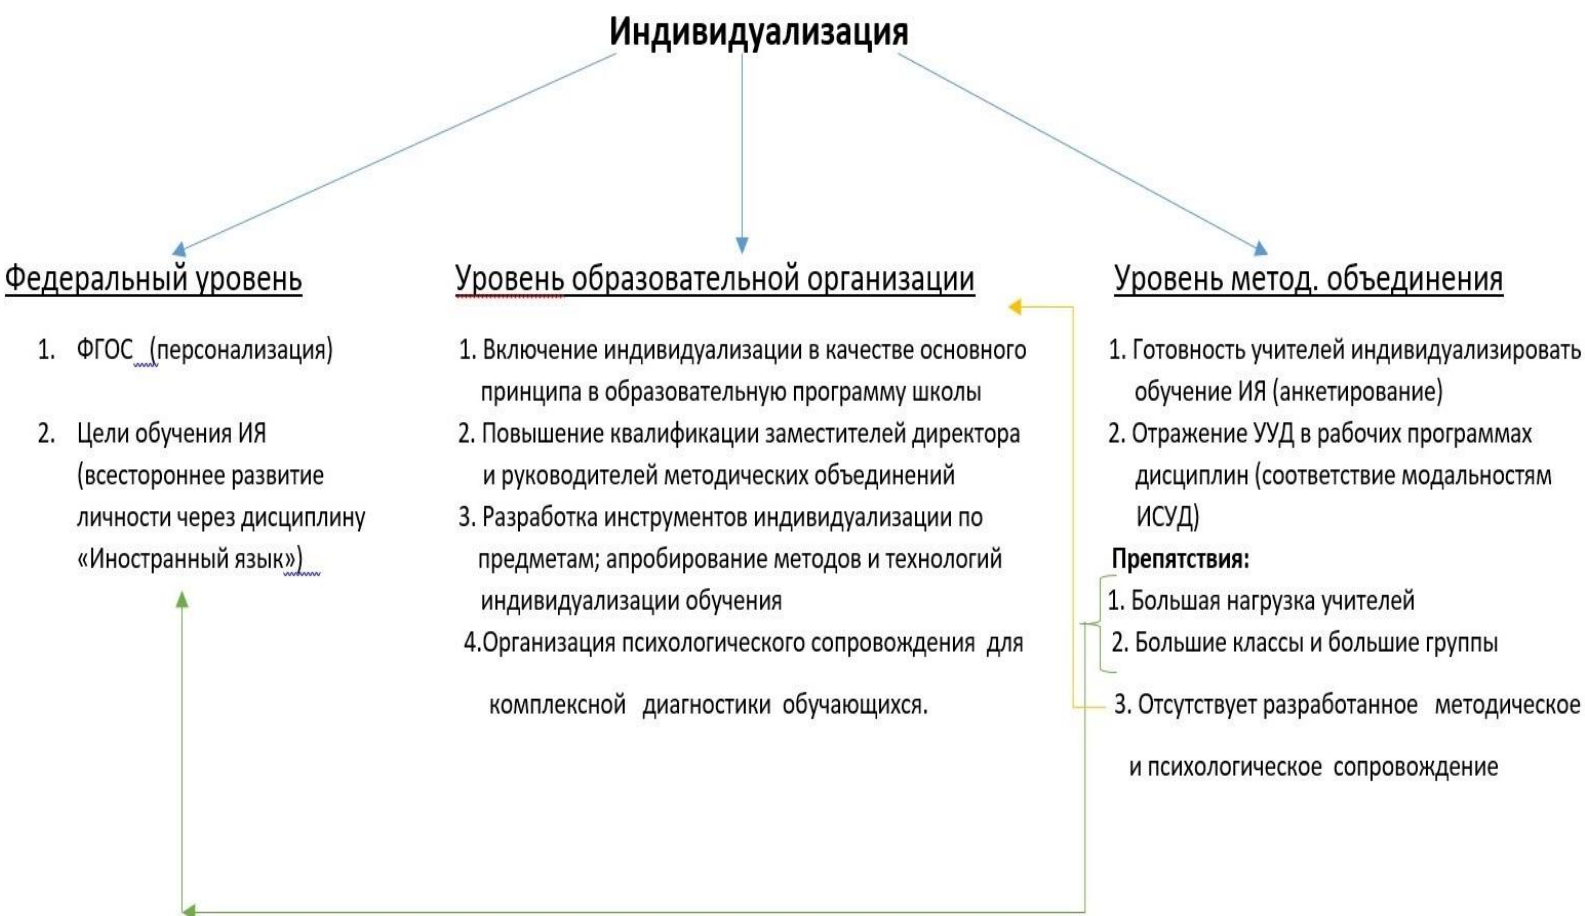 Индивидуализация
Федеральный уровень
1. ФГОС (персонализация)
2. Цели обучения ИЯ
(всестороннее развитие
личности через дисциплину
«Иностранный язык»)
Уровень образовательной организации
1. Включение индивидуализации в качестве основного
принципа в образовательную программу школы
2. Повышение квалификации заместителей директора
и руководителей методических объединений
3. Разработка инструментов индивидуализации по
предметам; апробирование методов и технологий
индивидуализации обучения
4.Организация психологического сопровождения для
комплексной диагностики обучающихся.
Уровень метод. объединения
1. Готовность учителей индивидуализировать
обучение ИЯ (анкетирование)
2. Отражение УУД в рабочих программах
дисциплин (соответствие модальностям
ИСУД)
Препятствия:
1. Большая нагрузка учителей
2. Большие классы и большие группы
3. Отсутствует разработанное методическое
и психологическое сопровождение